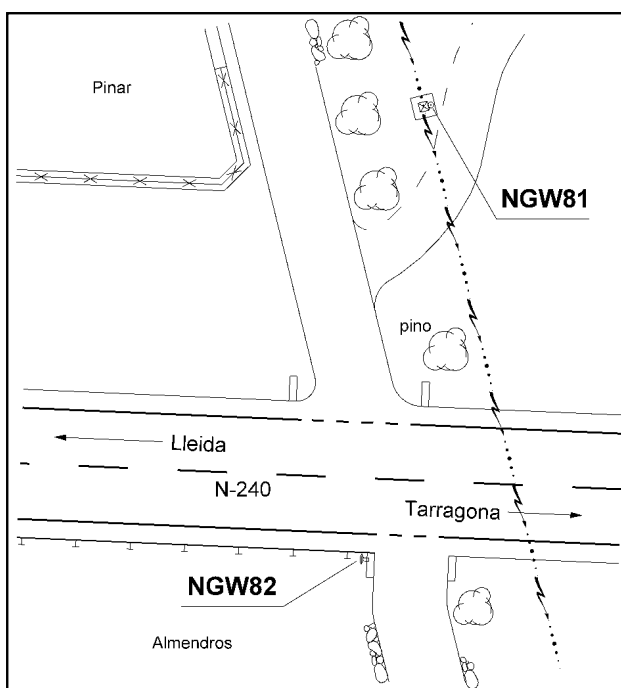 Pinar
NGW81
pino
Lleida
N-240
Tarragona
NGW82
Almendros